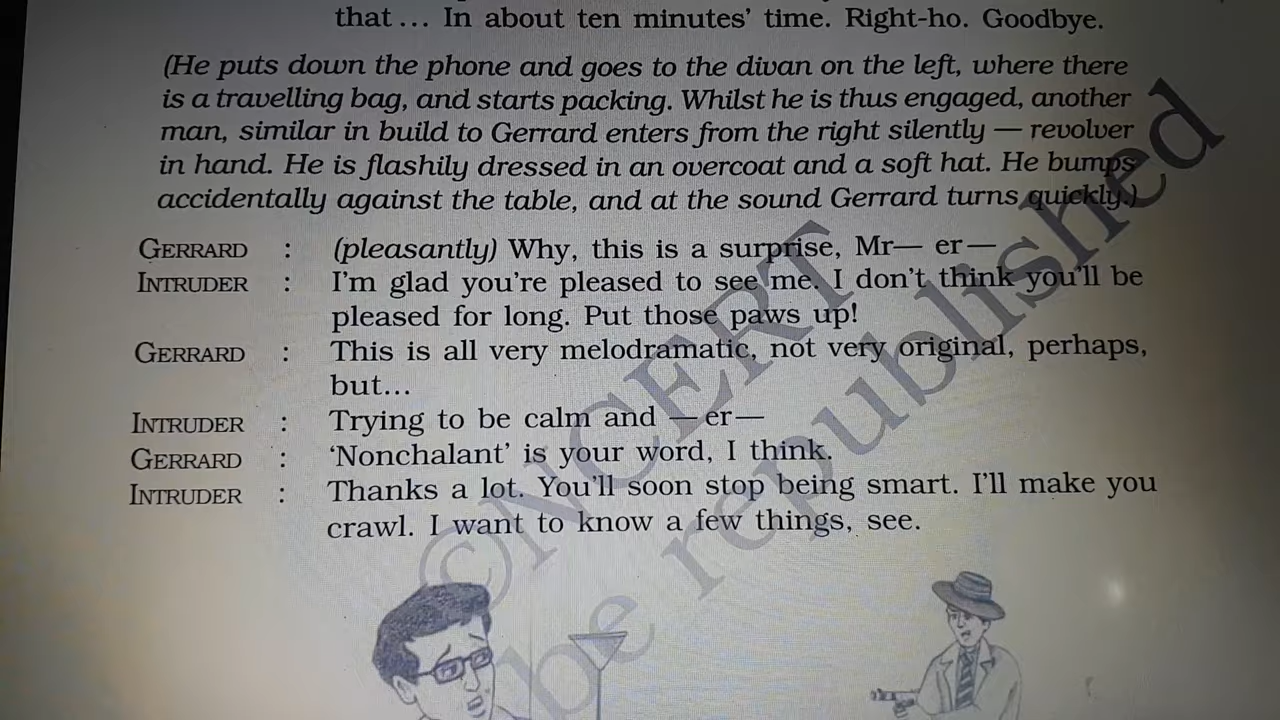 that ... In about ten minutes' time. Right-ho. Goodbye.
(He puts down the phone and goes to the divan on the left, where there
is a travelling bag, and starts packing. Whilst he is thus engaged, another
man, similar in build to Gerrard enters from the right silently — revolver
in hand. He is flashily dressed in an overcoat and a soft hat. He bumps
accidentally against the table, and at the sound Gerrard turns quickly.)
GERRARD : (pleasantly) Why, this is a surprise, Mr— er—
INTRUDER : I'm glad you're pleased to see me. I don't think you'll be
pleased for long. Put those paws up!
GERRARD : This is all very melodramatic, not very original, perhaps,
but...
INTRUDER : Trying to be calm and —er—
GERRARD : 'Nonchalant' is your word, I think.
INTRUDER : Thanks a lot. You'll soon stop being smart. I'll make you
crawl. I want to know a few things, see.
©NCERT
be republished